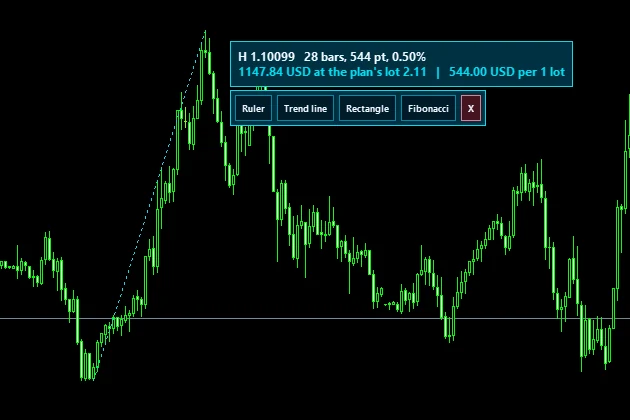 H 1.10099 28 bars, 544 pt, 0.50%
1147.84 USD at the plan's lot 2.11 | 544.00 USD per 1 lot
Ruler Trend line Rectangle Fibonacci X